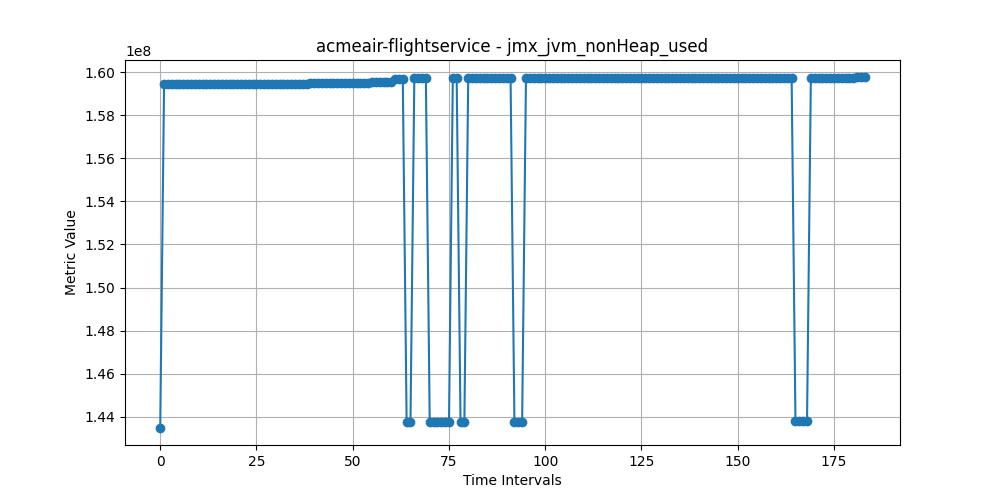 acmeair-flightservice - jmx_jvm_nonHeap_used
1e8
1.60
1.58
1.56
1.54
1.52
1.50
1.48
1.46
1.44
Metric Value
0 25 50 75 100 125 150 175
Time Intervals